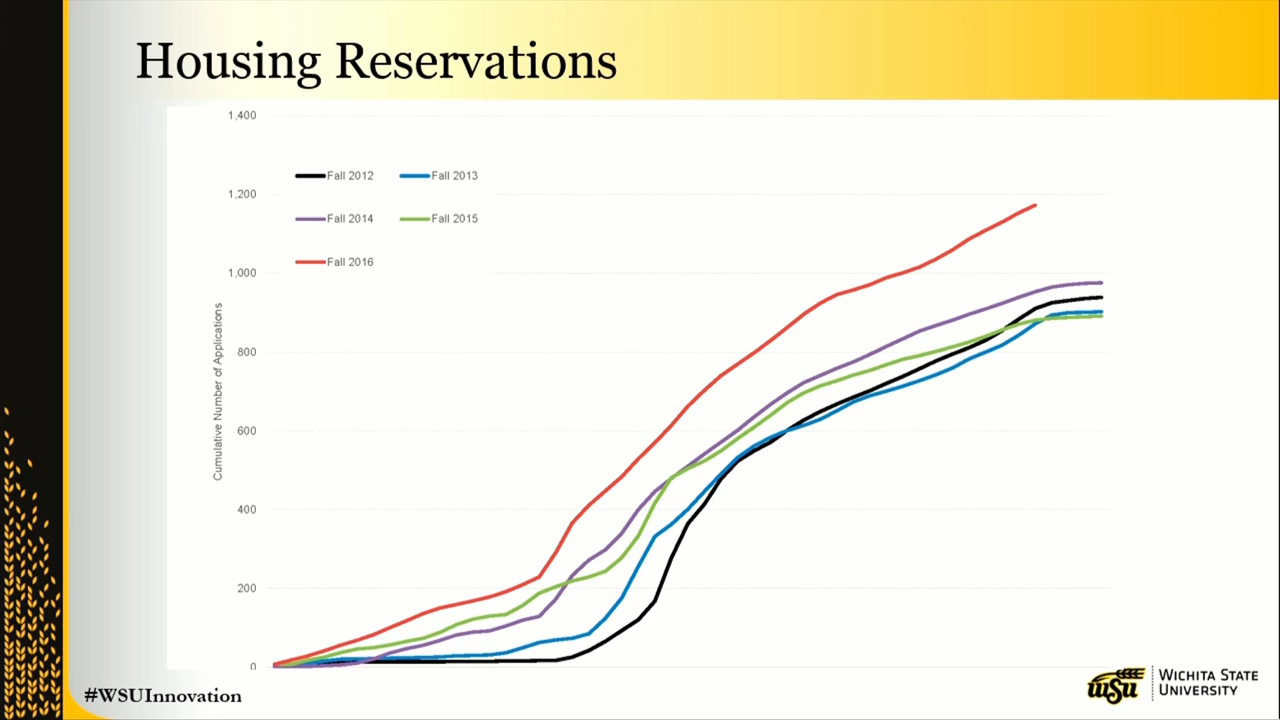 Housing Reservations
1,400
1,200
1,000
800
600
400
200
0
Cumulative Number of Applications
Fall 2012
Fall 2013
Fall 2014
Fall 2015
Fall 2016
#WSUInnovation
WSU
WICHITA STATE
UNIVERSITY